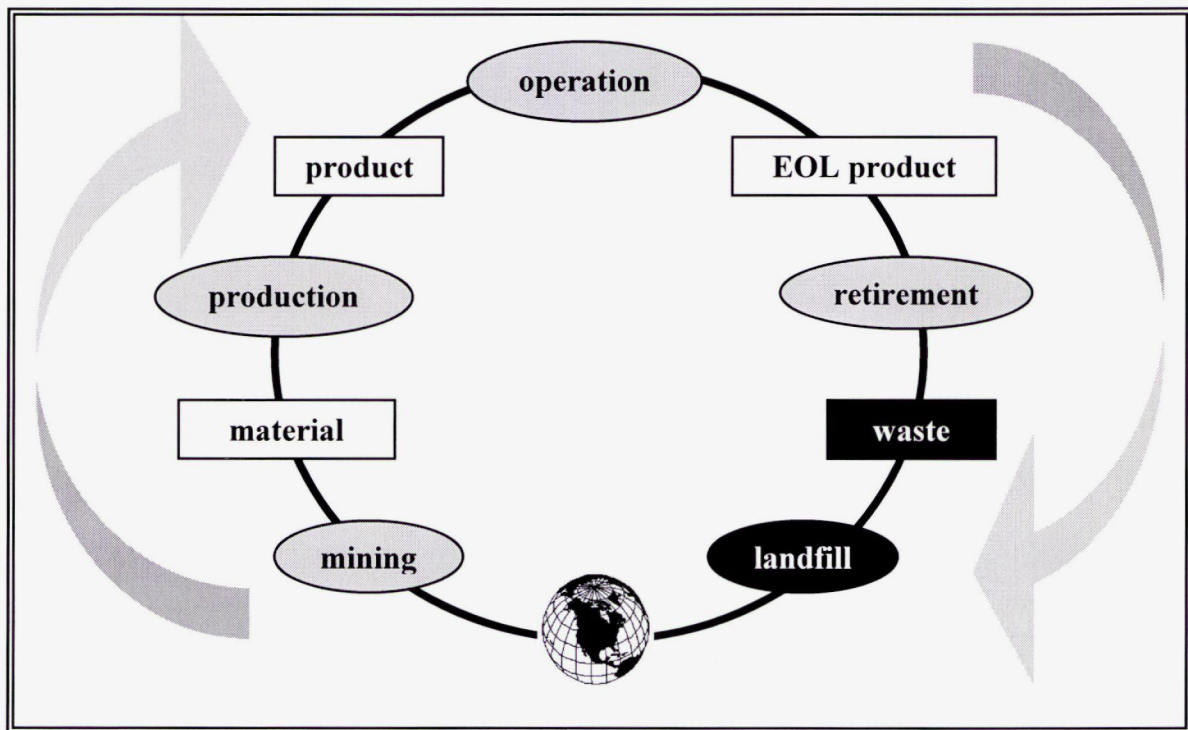 operation
product
EOL product
production
retirement
material
waste
mining
landfill